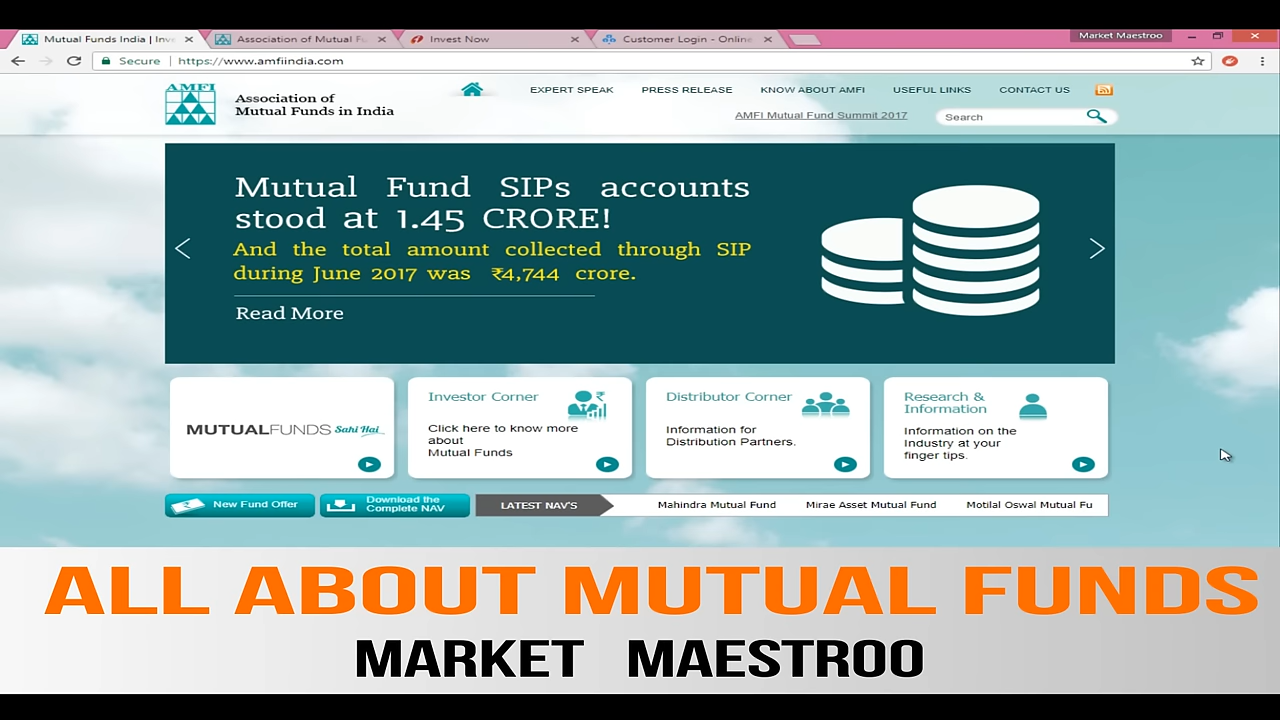 Mutual Funds India | Inv
Association of Mutual F
Invest Now
Customer Login - Online
Market Maestroo
Secure
https://www.amfiindia.com
AMFI
Association of
Mutual Funds in India
EXPERT SPEAK
PRESS RELEASE
KNOW ABOUT AMFI
USEFUL LINKS
CONTACT US
AMFI Mutual Fund Summit 2017
Search
Mutual Fund SIPs accounts
stood at 1.45 CRORE!
And the total amount collected through SIP
during June 2017 was ₹4,744 crore.
Read More
MUTUALFUNDS Sahi Hai
Investor Corner
₹
Click here to know more
about
Mutual Funds
Distributor Corner
Information for
Distribution Partners.
Research &
Information
Information on the
Industry at your
finger tips.
New Fund Offer
Download the
Complete NAV
LATEST NAV'S
Mahindra Mutual Fund
Mirae Asset Mutual Fund
Motilal Oswal Mutual Fu
ALL ABOUT MUTUAL FUNDS
MARKET MAESTROO